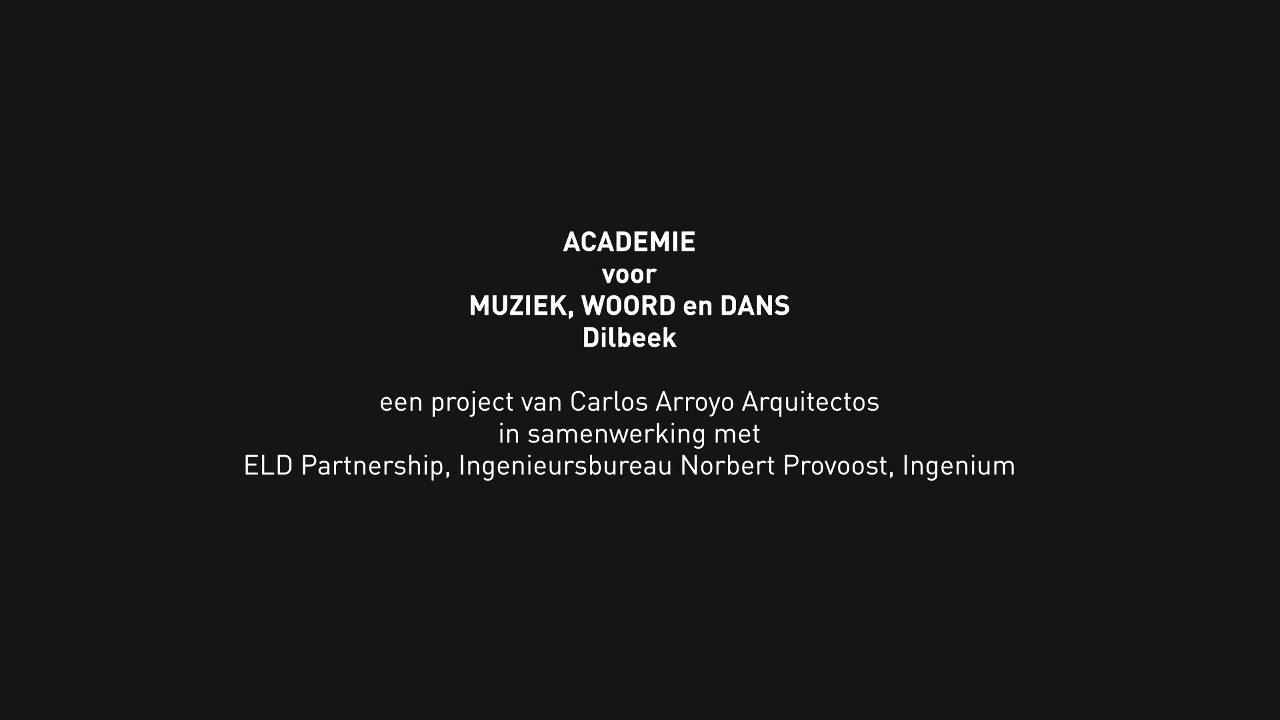 ACADEMIE
voor
MUZIEK, WOORD en DANS
Dilbeek
een project van Carlos Arroyo Arquitectos
in samenwerking met
ELD Partnership, Ingenieursbureau Norbert Provoost, Ingenium